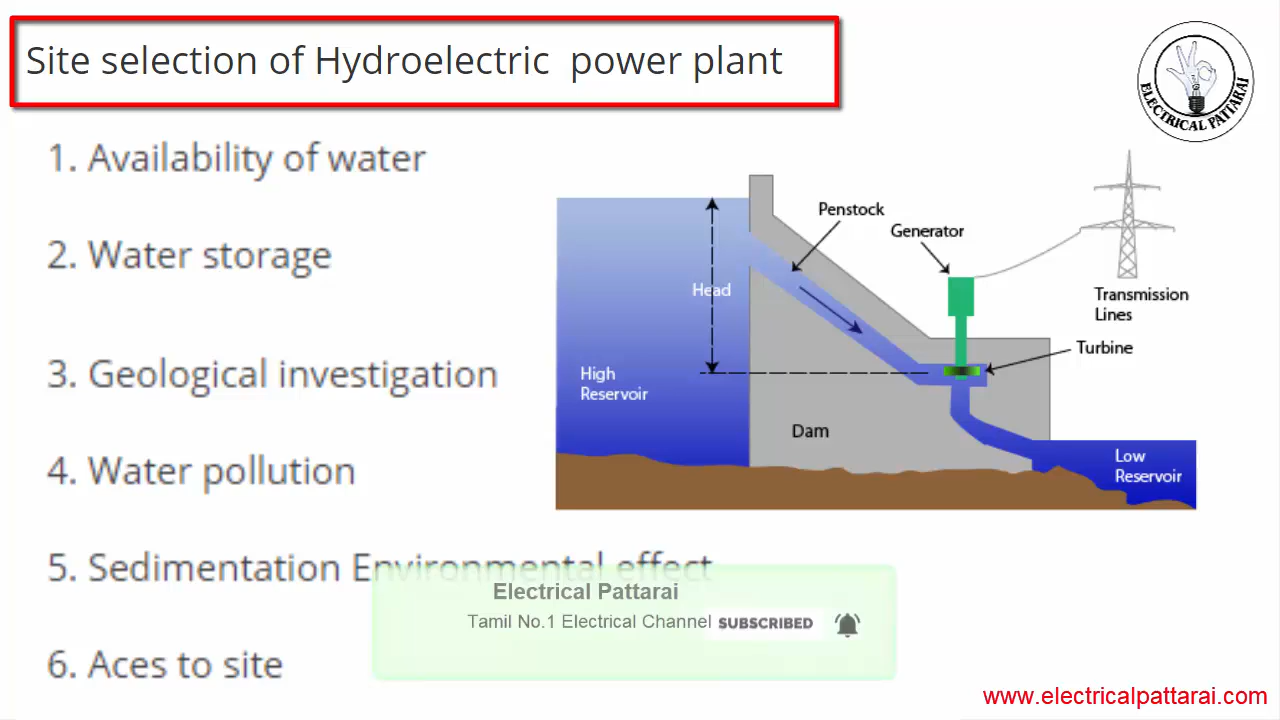 Site selection of Hydroelectric power plant
ELECTRICAL PATTARAI
1. Availability of water
2. Water storage
3. Geological investigation
4. Water pollution
5. Sedimentation Environmental effect
6. Aces to site
Penstock
Generator
Head
Transmission
Lines
Turbine
High
Reservoir
Dam
Low
Reservoir
Electrical Pattarai
Tamil No.1 Electrical Channel SUBSCRIBED
www.electricalpattarai.com